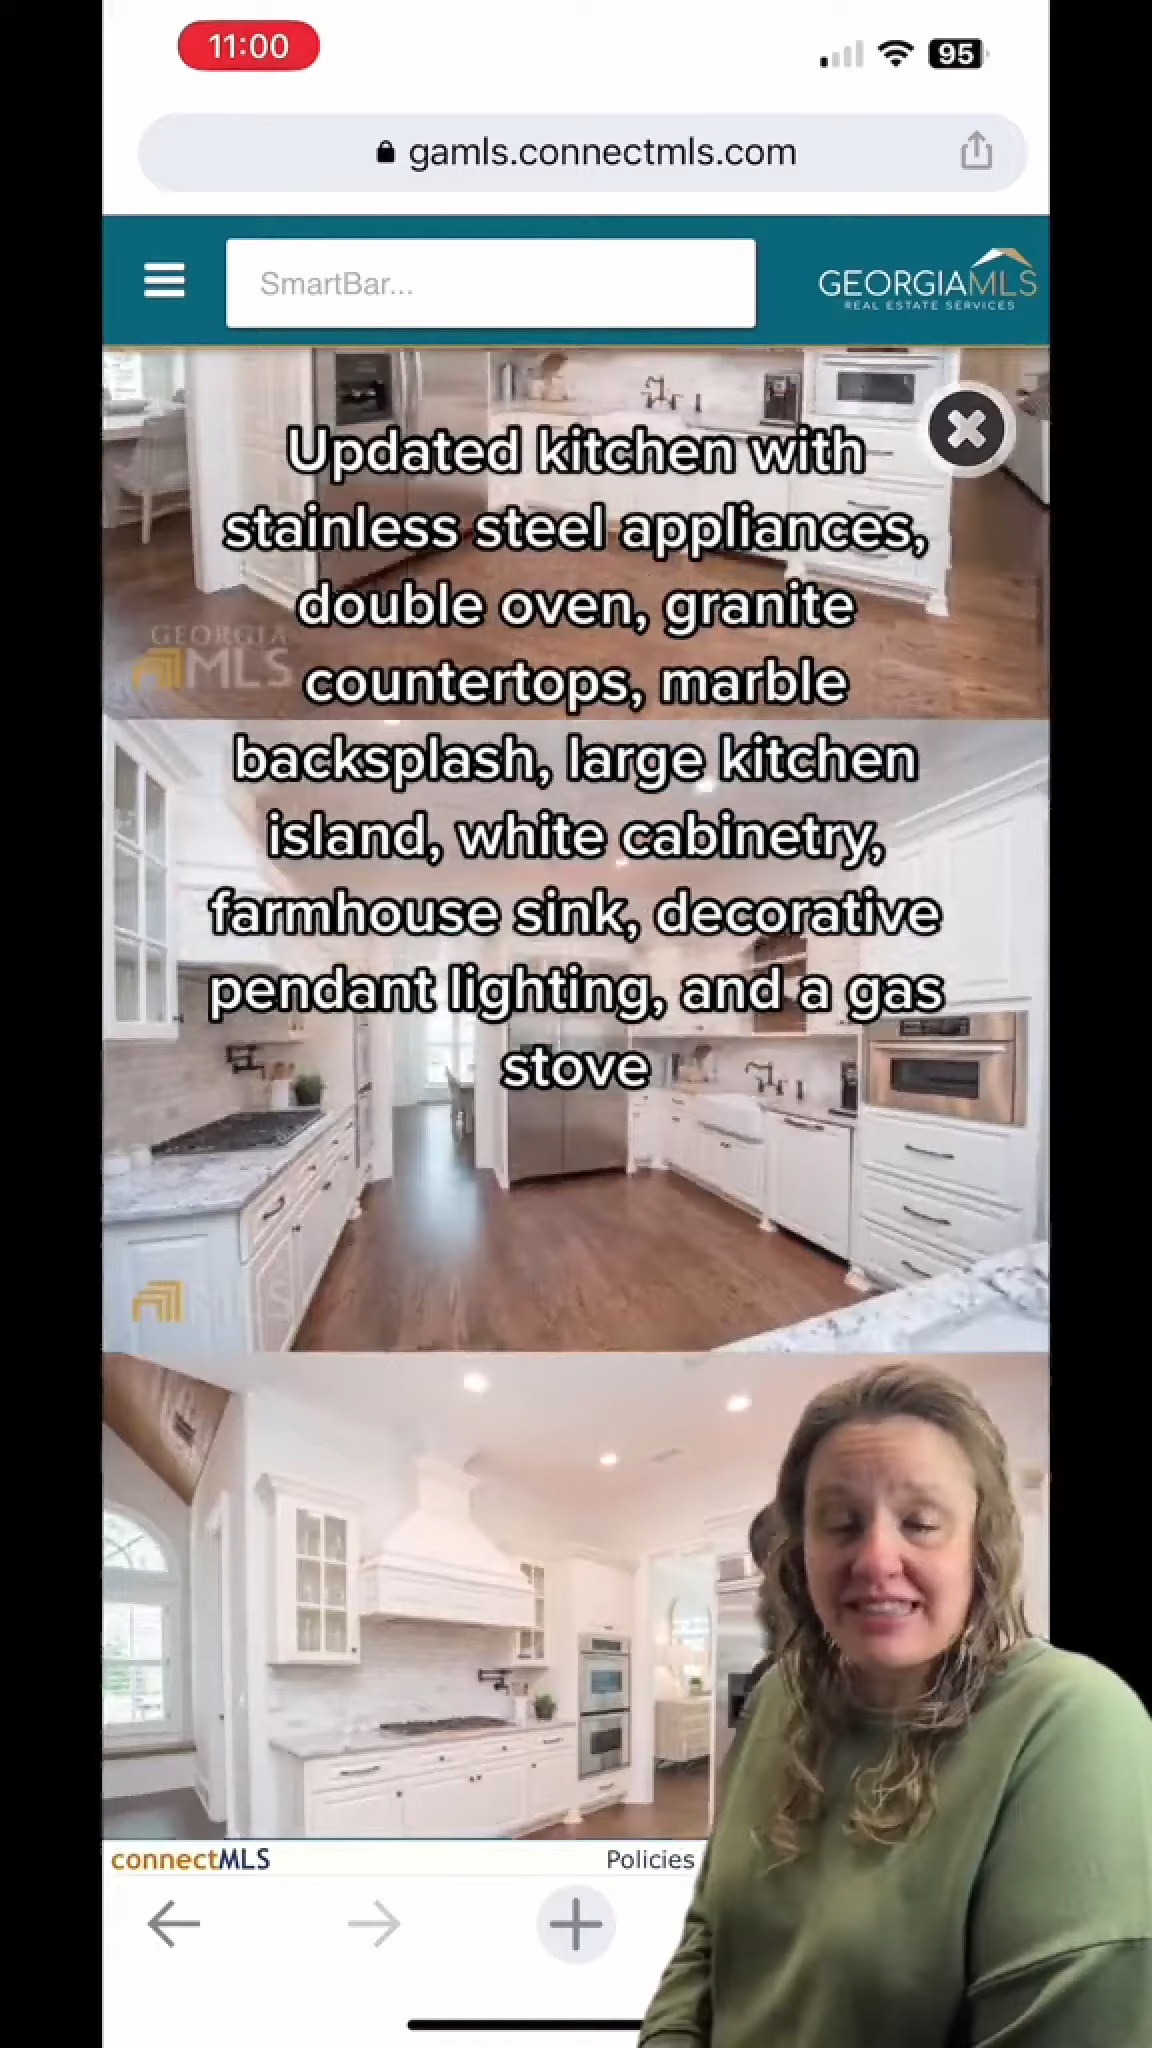 11:00
95
gamls.connectmls.com
SmartBar...
GEORGIAMLS
REAL ESTATE SERVICES
Updated kitchen with
stainless steel appliances,
double oven, granite
countertops, marble
backsplash, large kitchen
island, white cabinetry,
farmhouse sink, decorative
pendant lighting, and a gas
stove
GEORGIA
MLS
connectMLS
Policies